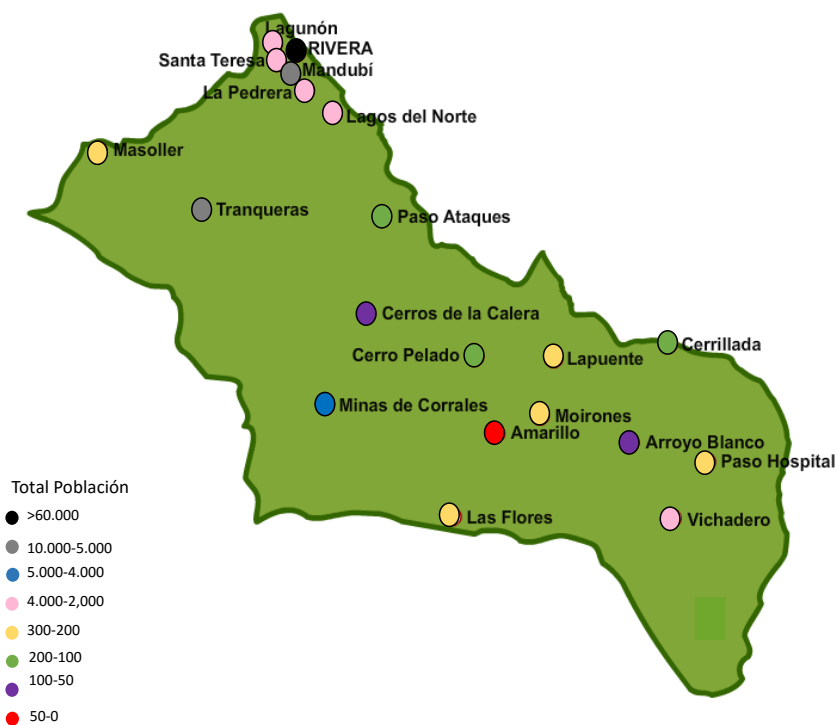 Lagunón
RIVERA
Santa Teresa
Mandubí
La Pedrera
Lagos del Norte
Masoller
Tranqueras
Paso Ataques
Cerros de la Calera
Cerrillada
Cerro Pelado
Lapuente
Minas de Corrales
Moirones
Amarillo
Arroyo Blanco
Paso Hospital
Las Flores
Vichadero
Total Población
>60.000
10.000-5.000
5.000-4.000
4.000-2,000
300-200
200-100
100-50
50-0